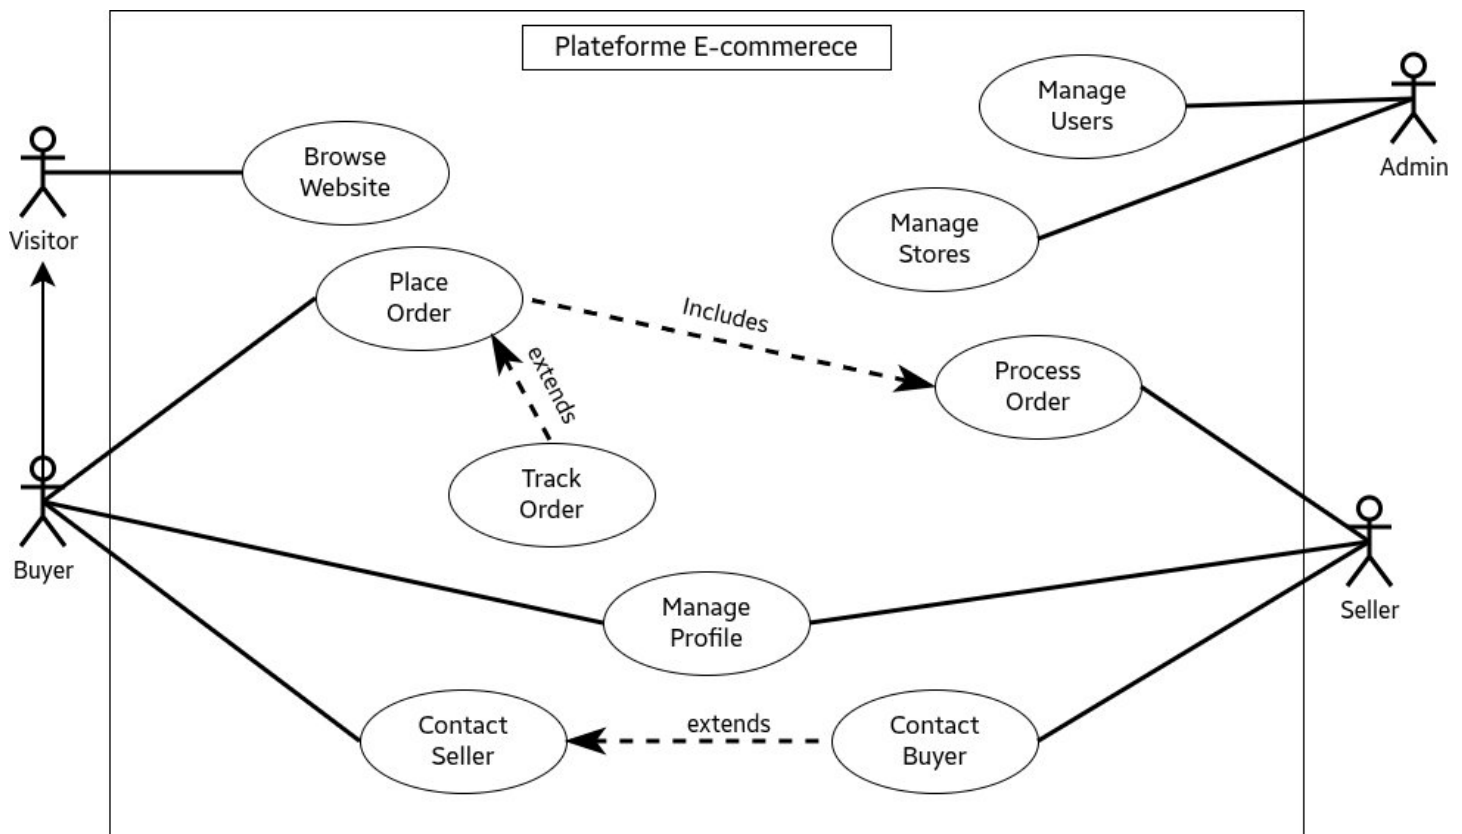 Plateforme E-commerece
Manage
Users
Admin
Browse
Website
Visitor
Manage
Stores
Place
Order
Includes
extends
Process
Order
Track
Order
Buyer
Manage
Profile
Seller
Contact
Seller
extends
Contact
Buyer